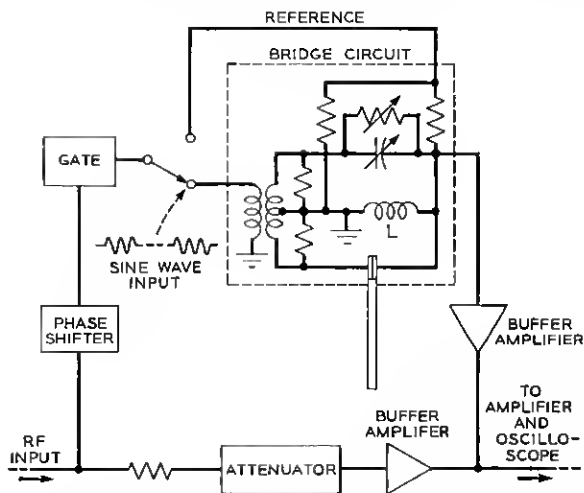 REFERENCE
BRIDGE CIRCUIT
GATE
L
SINE WAVE
INPUT
PHASE
SHIFTER
BUFFER
AMPLIFIER
RF
INPUT
BUFFER
AMPLIFER
ATTENUATOR
TO
AMPLIFIER
AND
OSCILLO-
SCOPE